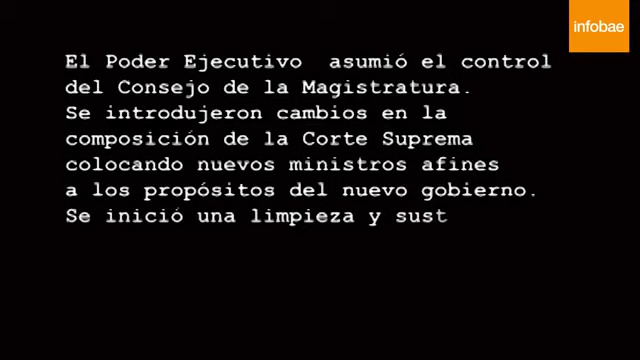 infobae
El Poder Ejecutivo asumió el control
del Consejo de la Magistratura.
Se introdujeron cambios en la
composición de la Corte Suprema
colocando nuevos ministros afines
a los propósitos del nuevo gobierno.
Se inició una limpieza y sust